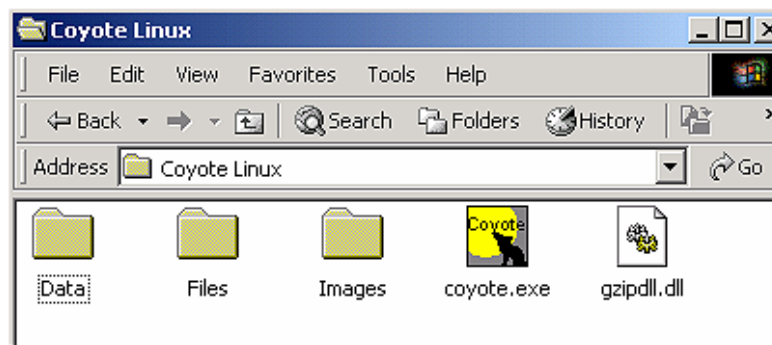 Coyote Linux
File Edit View Favorites Tools Help
Back Search Folders History
Address Coyote Linux Go
Coyote
Data Files Images coyote.exe gzipdll.dll